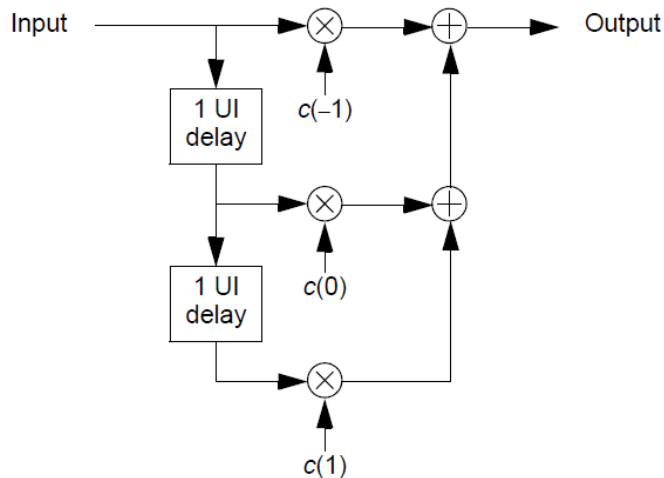 Input
Output
1 UI
delay
c(−1)
1 UI
delay
c(0)
c(1)